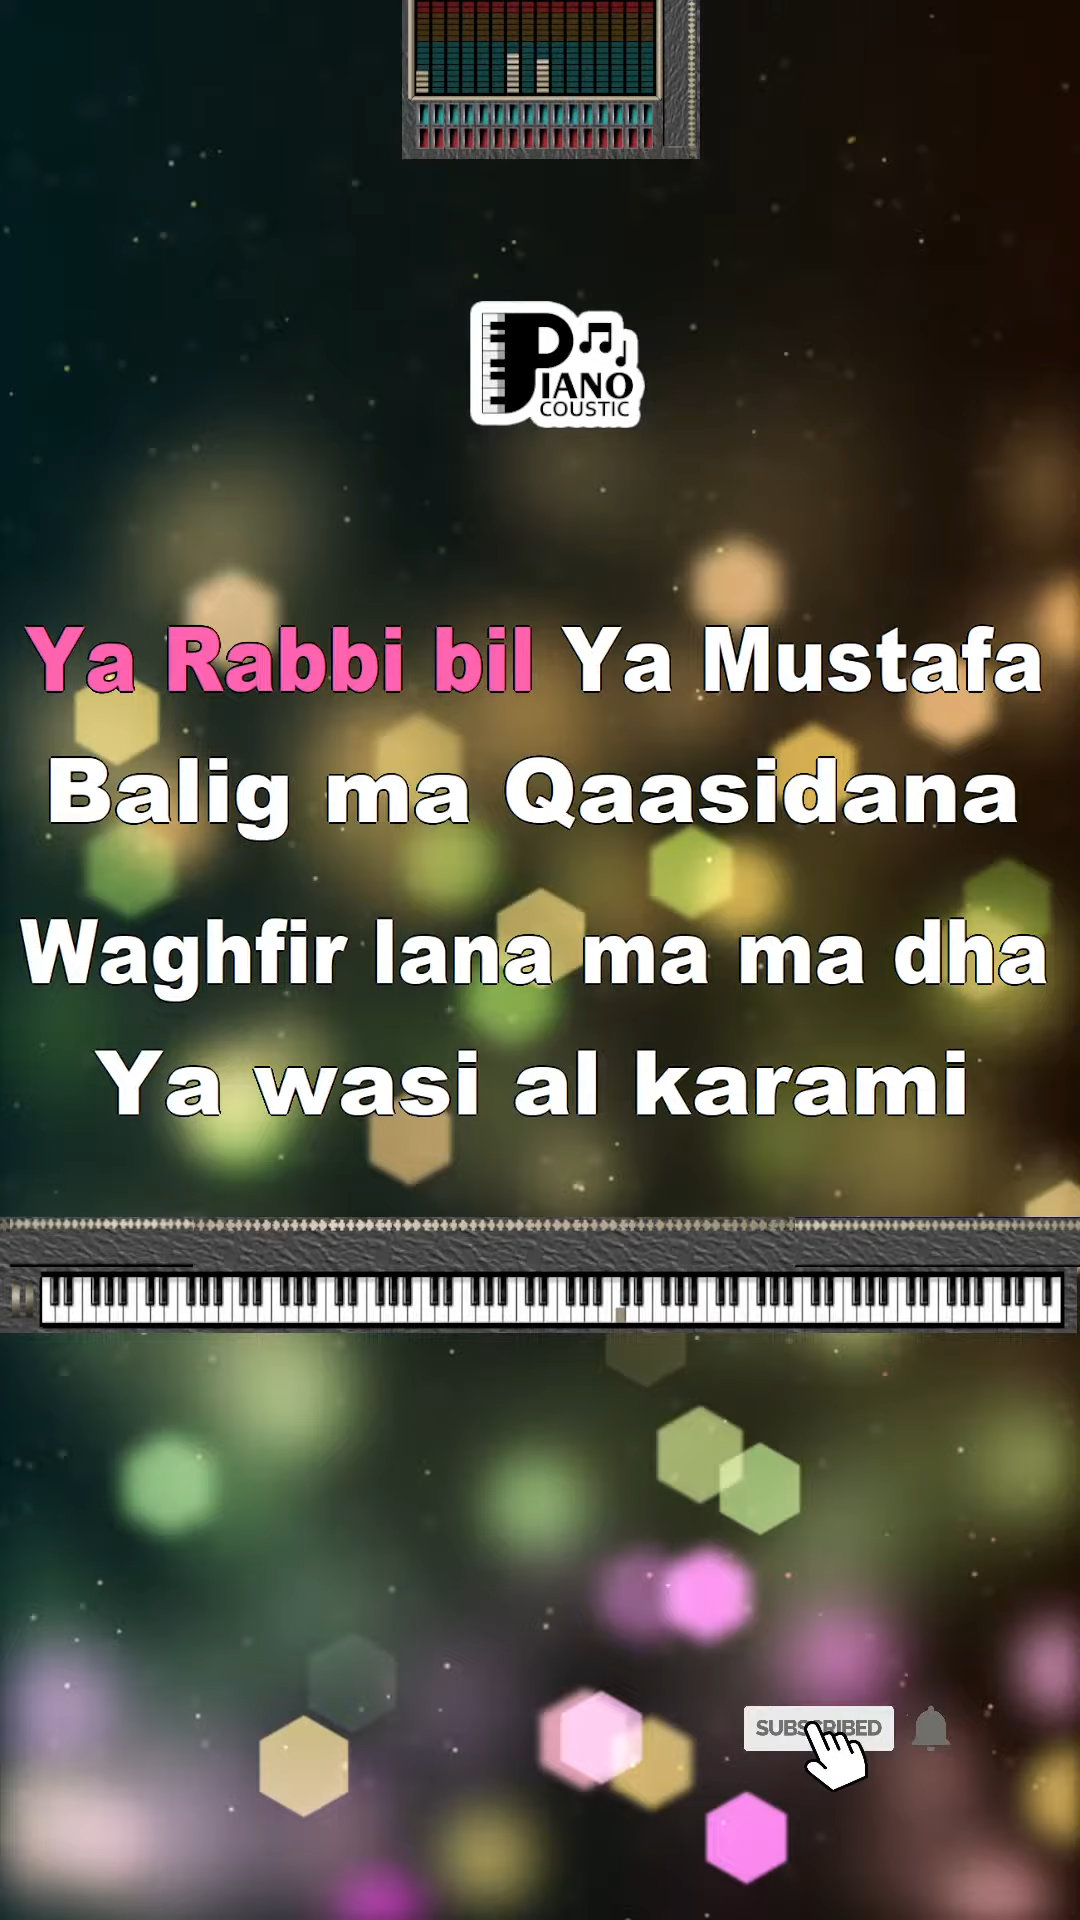 PIANO
COUSTIC
Ya Rabbi bil Ya Mustafa
Balig ma Qaasidana
Waghfir lana ma ma dha
Ya wasi al karami
SUBSCRIBED